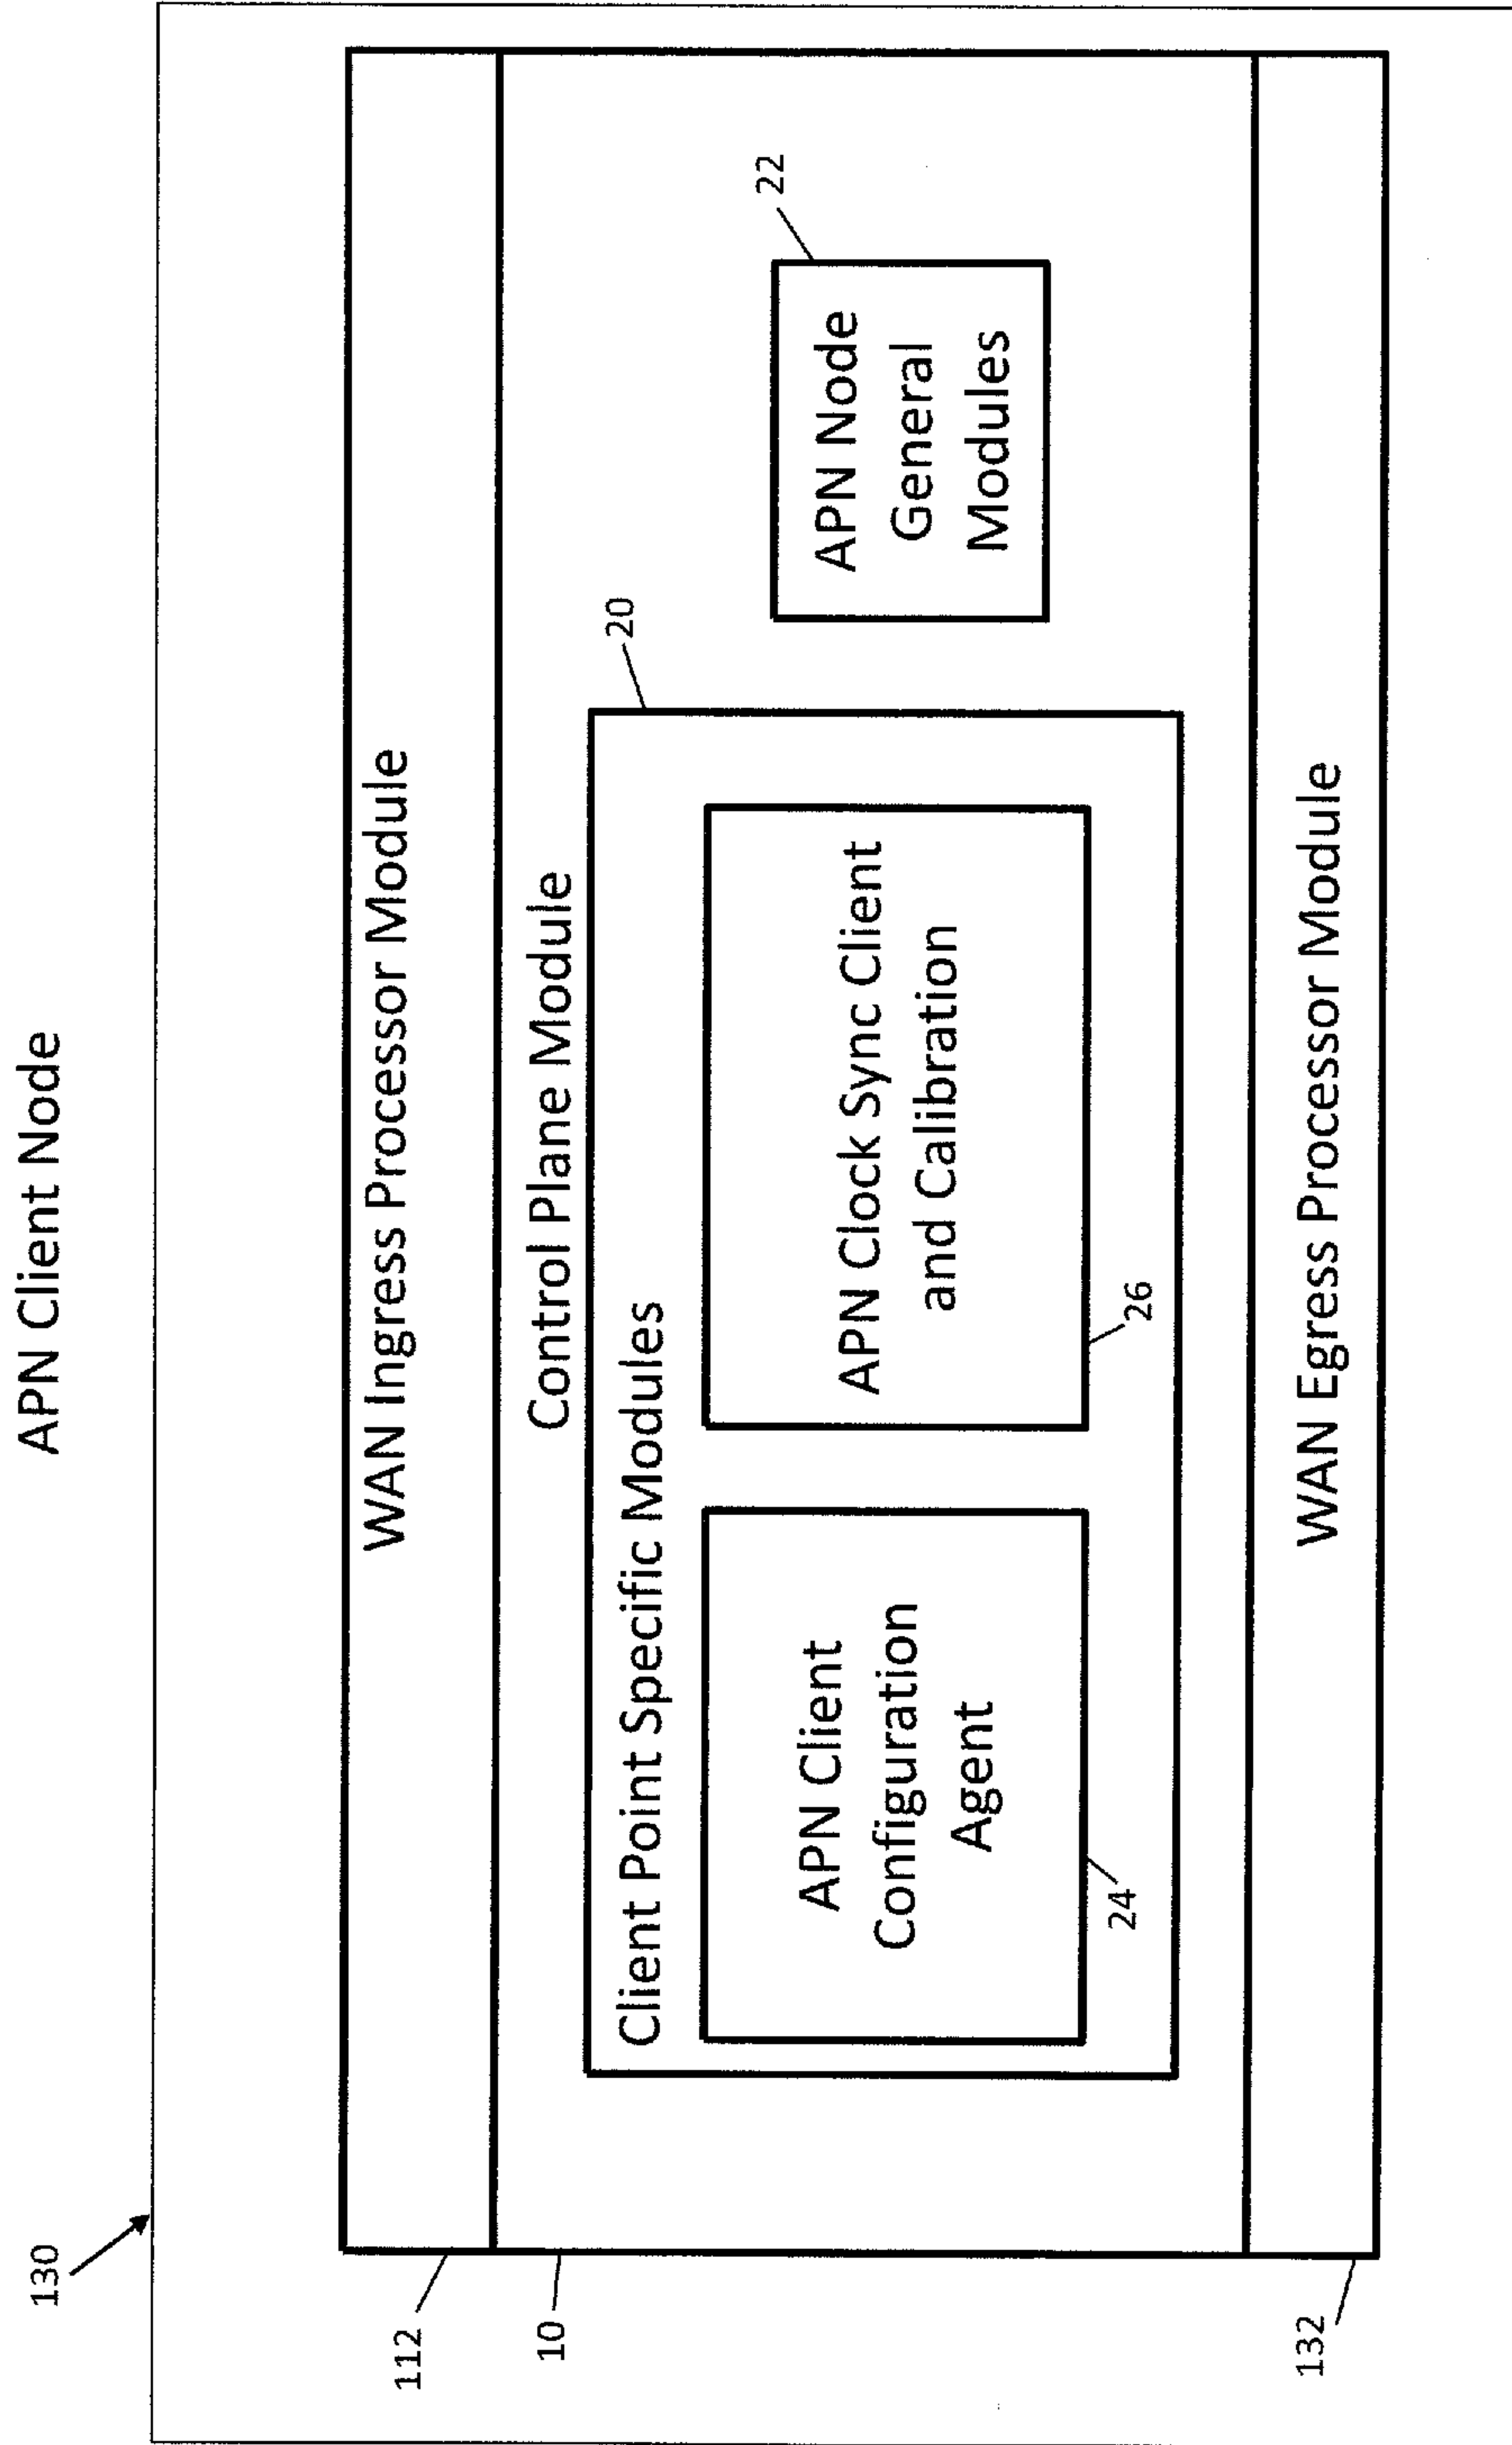 APN Client Node
130
WAN Ingress Processor Module
112
Control Plane Module
10
Client Point Specific Modules
20
APN Client
Configuration
Agent
24
APN Clock Sync Client
and Calibration
26
APN Node
General
Modules
22
WAN Egress Processor Module
132